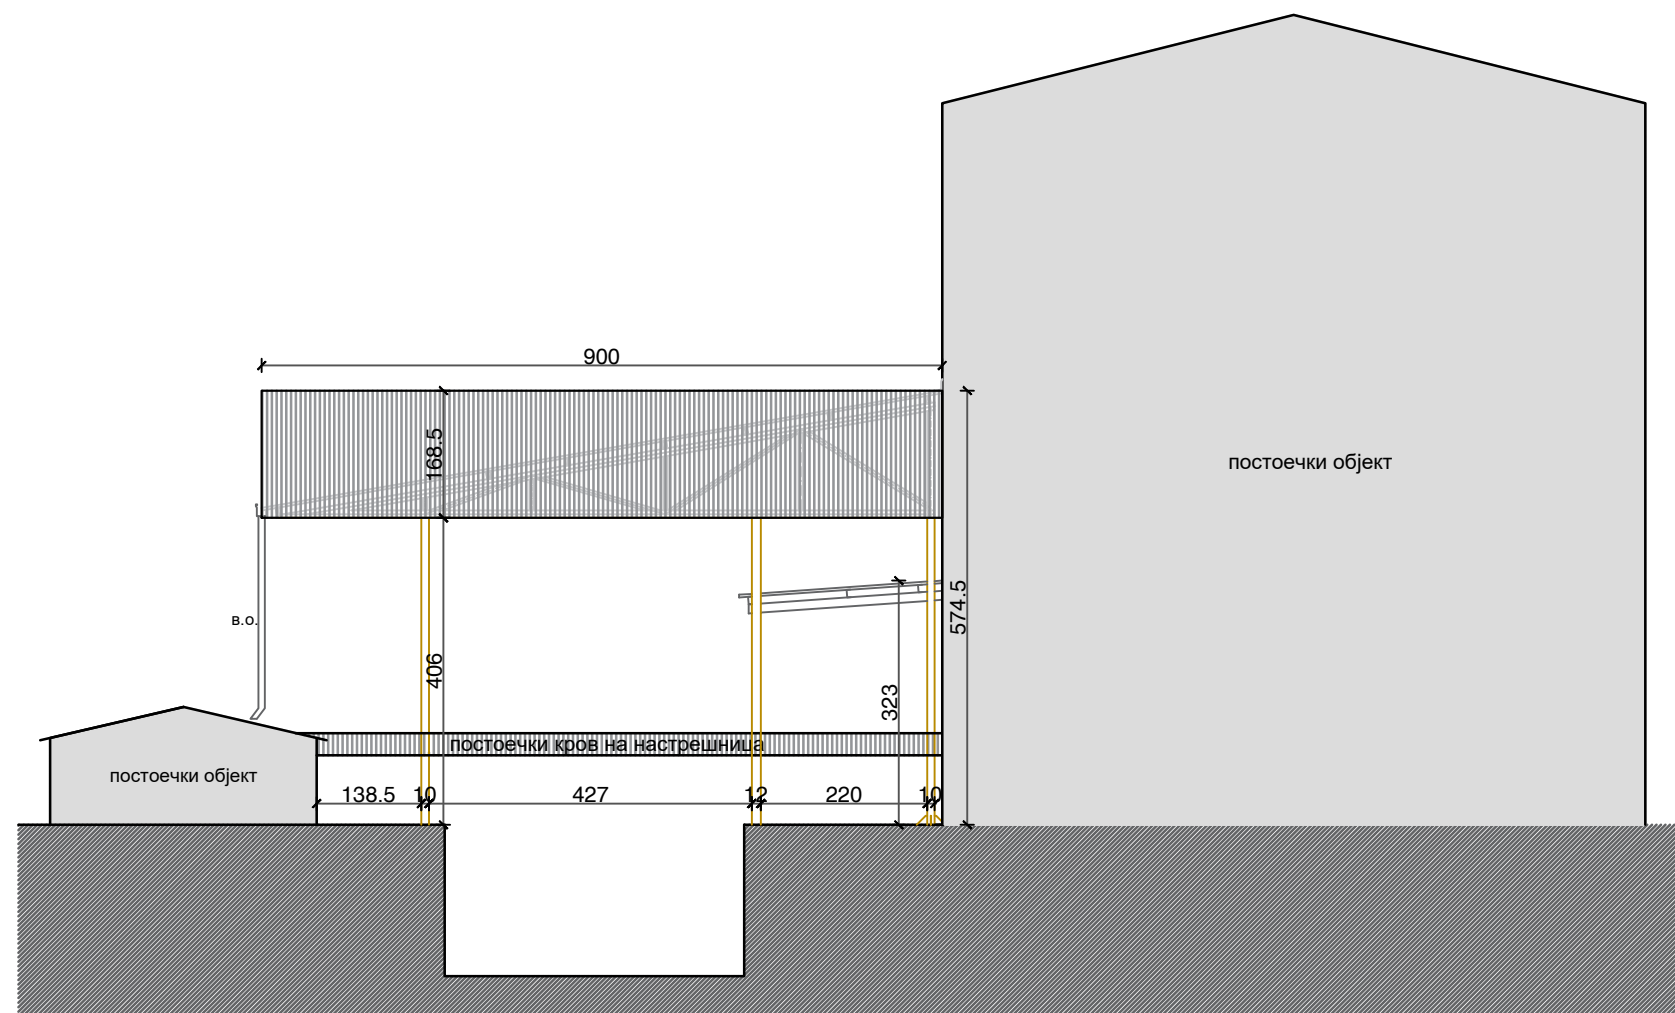 900
168.5
постоечки објект
574.5
в.о.
406
323
постоечки кров на настрешница
постоечки објект
138.5 10 427 12 220 10